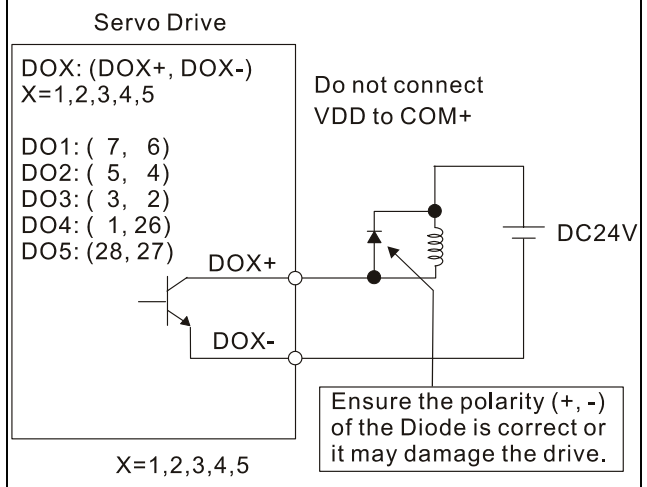 Servo Drive
DOX: (DOX+, DOX-)
X=1,2,3,4,5
DO1: ( 7, 6)
DO2: ( 5, 4)
DO3: ( 3, 2)
DO4: ( 1, 26)
DO5: (28, 27)
Do not connect
VDD to COM+
DC24V
DOX+
DOX-
Ensure the polarity (+, -)
of the Diode is correct or
it may damage the drive.
X=1,2,3,4,5